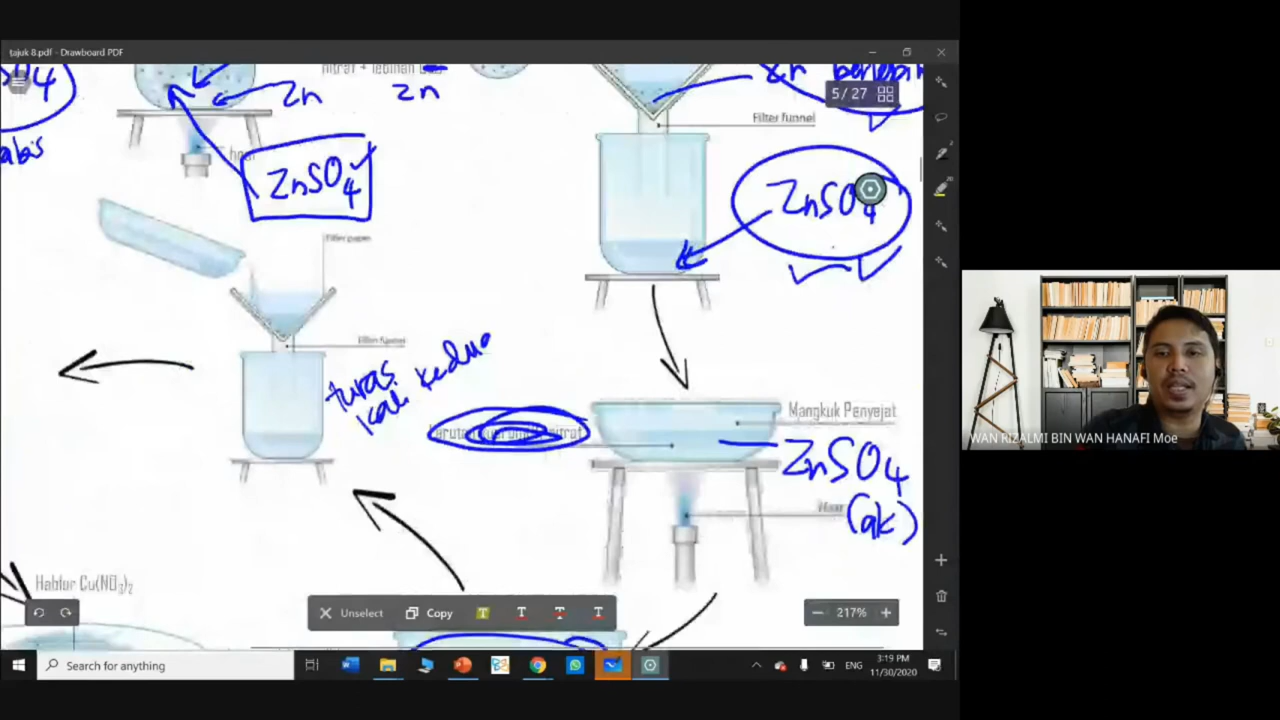 tajuk 8.pdf - Drawboard PDF
5 / 27
Zn
Zn
Filter funnel
abis
ZnSO4
ZnSO4
Filter paper
Filter funnel
turas
kali kedua
Mangkuk Penyejat
ZnSO4
(ak)
WAN RIZALMI BIN WAN HANAFI Moe
Hablur Cu(NO3)2
Unselect
Copy
T
T
T
T
217%
Search for anything
ENG
3:19 PM
11/30/2020